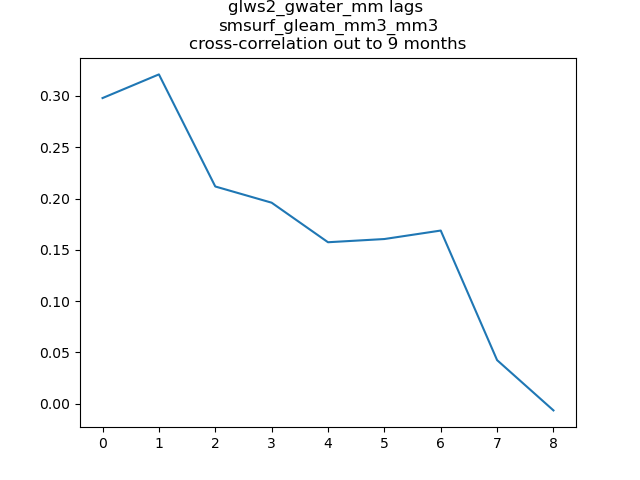 glws2_gwater_mm lags
smsurf_gleam_mm3_mm3
cross-correlation out to 9 months
0.30
0.25
0.20
0.15
0.10
0.05
0.00
0 1 2 3 4 5 6 7 8